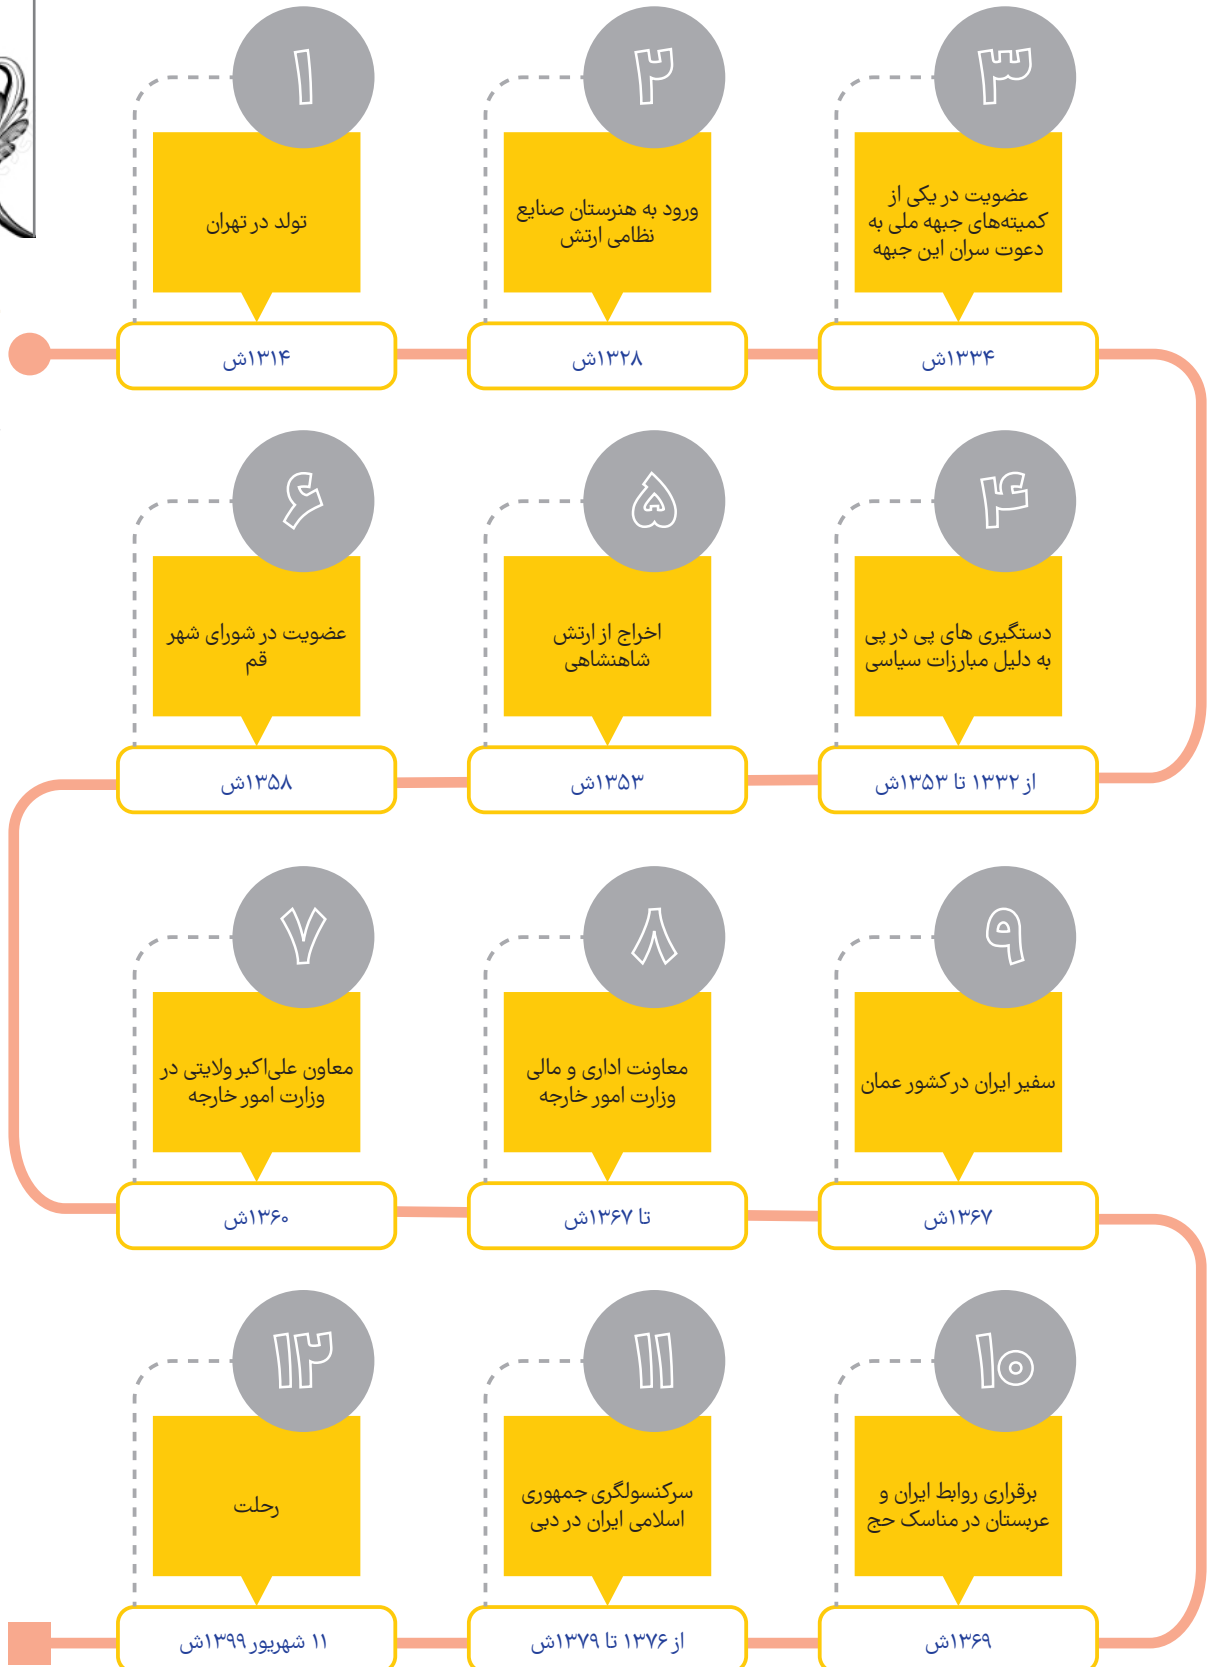 ۱
تولد در تهران
۱۳۱۴ش
۲
ورود به هنرستان صنایع
نظامی ارتش
۱۳۲۸ش
۳
عضویت در یکی از
کمیته‌های جبهه ملی به
دعوت سران این جبهه
۱۳۳۴ش
۴
دستگیری های پی در پی
به دلیل مبارزات سیاسی
از ۱۳۳۲ تا ۱۳۵۳ش
۵
اخراج از ارتش
شاهنشاهی
۱۳۵۳ش
۶
عضویت در شورای شهر
قم
۱۳۵۸ش
۷
معاون علی‌اکبر ولایتی در
وزارت امور خارجه
۱۳۶۰ش
۸
معاونت اداری و مالی
وزارت امور خارجه
تا ۱۳۶۷ش
۹
سفیر ایران در کشور عمان
۱۳۶۷ش
۱۰
برقراری روابط ایران و
عربستان در مناسک حج
۱۳۶۹ش
۱۱
سرکنسولگری جمهوری
اسلامی ایران در دبی
از ۱۳۷۶ تا ۱۳۷۹ش
۱۲
رحلت
۱۱ شهریور ۱۳۹۹ش